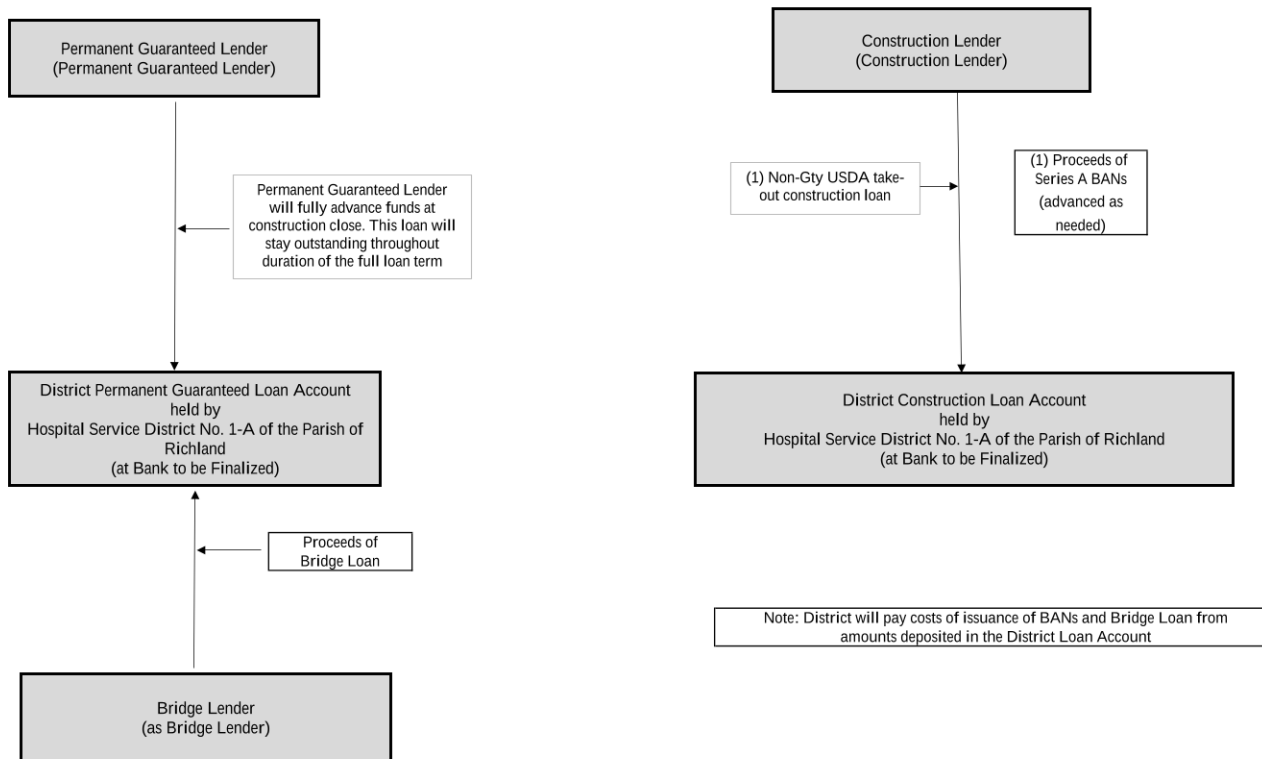 Permanent Guaranteed Lender
(Permanent Guaranteed Lender)
Construction Lender
(Construction Lender)
Permanent Guaranteed Lender
will fully advance funds at
construction close. This loan will
stay outstanding throughout
duration of the full loan term
(1) Non-Gty USDA take-
out construction loan
(1) Proceeds of
Series A BANs
(advanced as
needed)
District Permanent Guaranteed Loan Account
held by
Hospital Service District No. 1-A of the Parish of
Richland
(at Bank to be Finalized)
District Construction Loan Account
held by
Hospital Service District No. 1-A of the Parish of Richland
(at Bank to be Finalized)
Proceeds of
Bridge Loan
Note: District will pay costs of issuance of BANs and Bridge Loan from
amounts deposited in the District Loan Account
Bridge Lender
(as Bridge Lender)